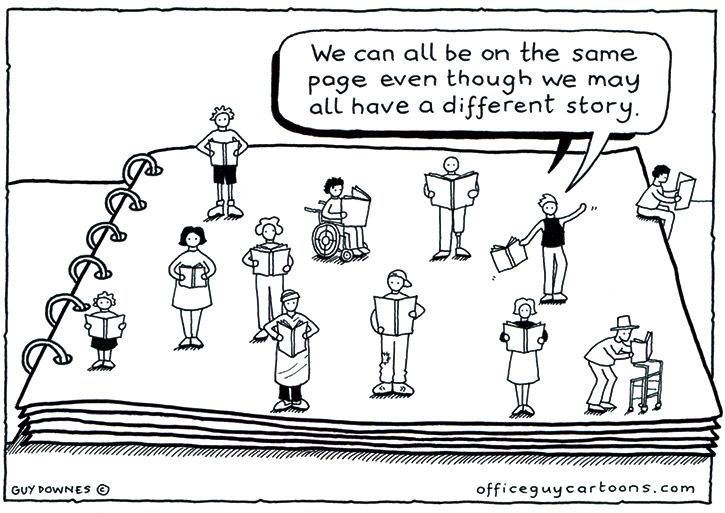 We can all be on the same
page even though we may
all have a different story.
GUY DOWNES ©
officeguycartoons.com